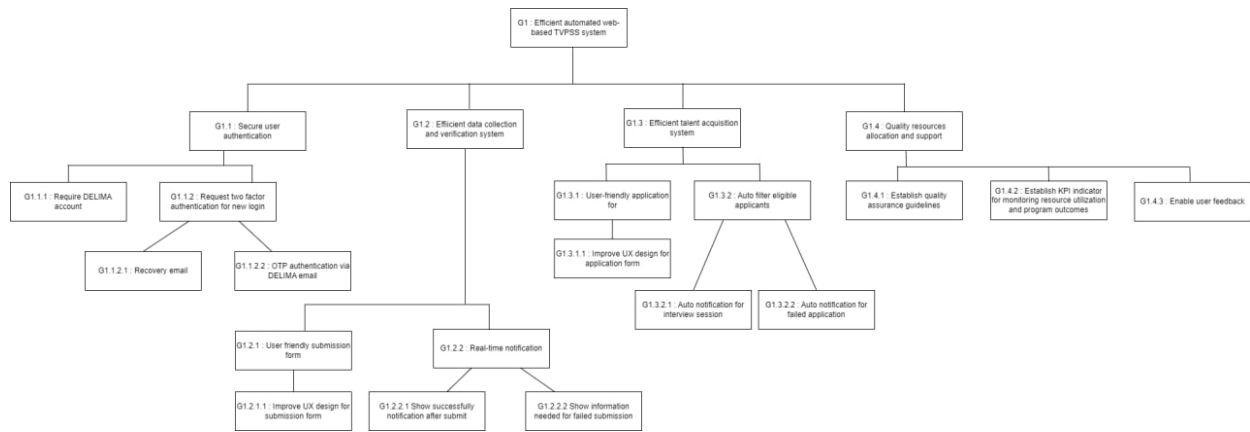 G1 : Efficient automated web-
based TVPSS system
G1.1 : Secure user
authentication
G1.2 : Effiicient data collection
and verification system
G1.3 : Effiicient talent acquisition
system
G1.4 : Quality resources
allocation and support
G1.1.1 : Require DELIMA
account
G1.1.2 : Request two factor
authentication for new login
G1.3.1 : User-friendly application
for
G1.3.2 : Auto filter eligible
applicants
G1.4.1 : Establish quality
assurance guidelines
G1.4.2 : Establish KPI indicator
for monitoring resource utilization
and program outcomes
G1.4.3 : Enable user feedback
G1.1.2.1 : Recovery email
G1.1.2.2 : OTP authentication via
DELIMA email
G1.3.1.1 : Improve UX design for
application form
G1.3.2.1 : Auto notification for
interview session
G1.3.2.2 : Auto notification for
failed application
G1.2.1 : User friendly submission
form
G1.2.2 : Real-time notification
G1.2.1.1 : Improve UX design for
submission form
G1.2.2.1 Show successfully
notification after submit
G1.2.2.2 Show information
needed for failed submission